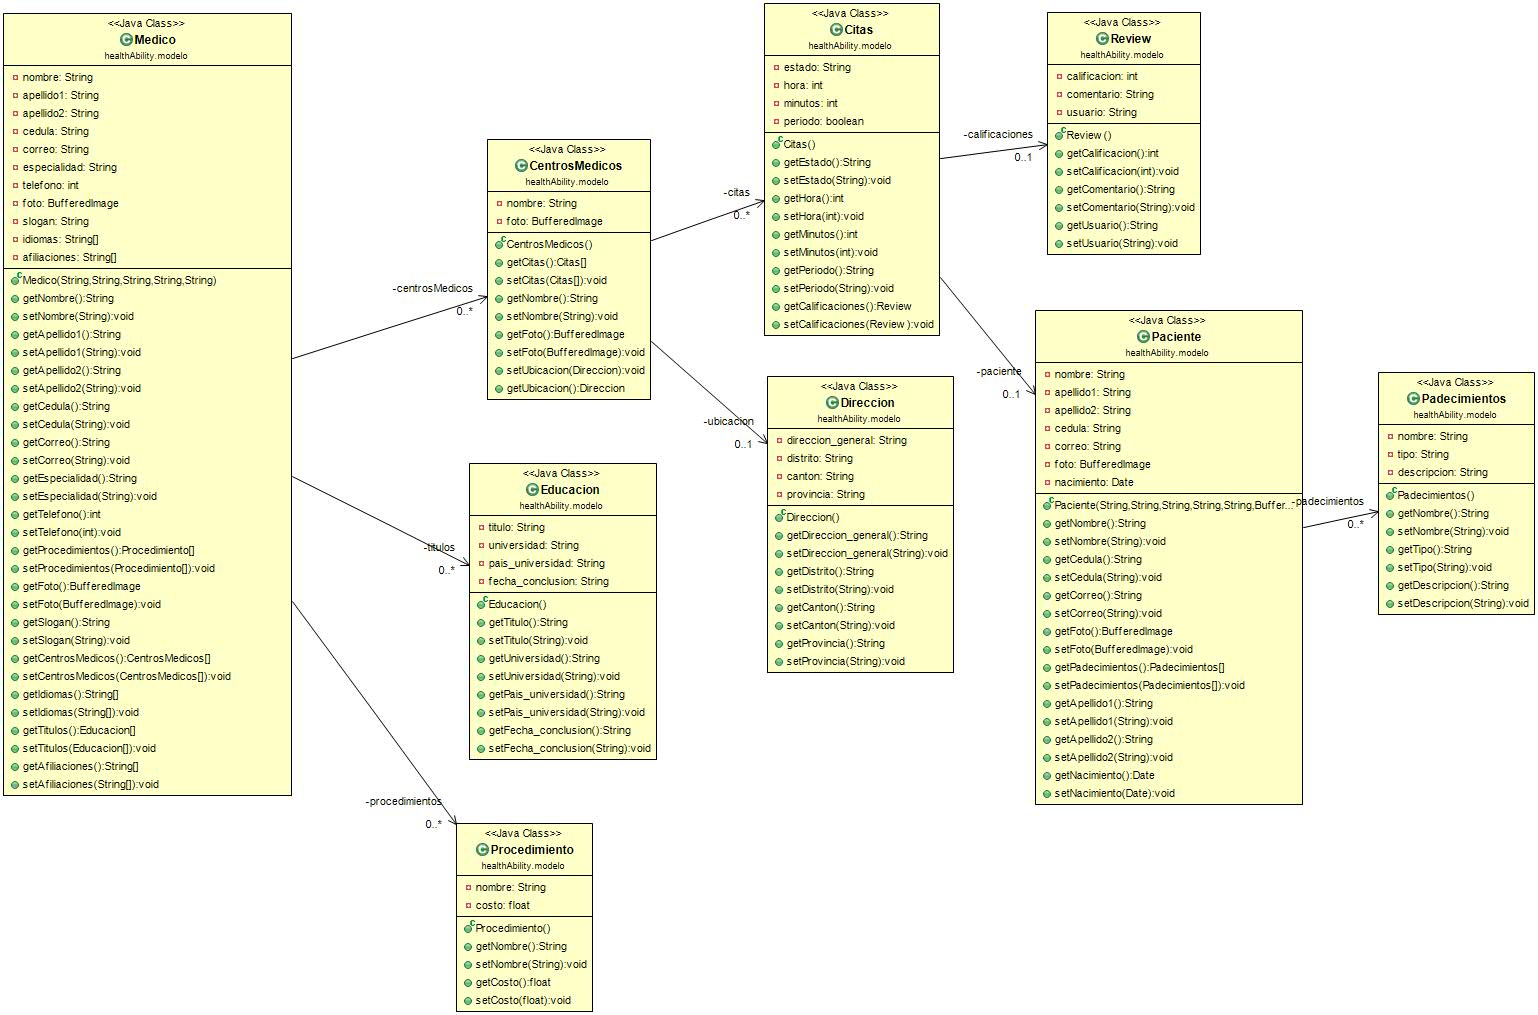 <<Java Class>>
Medico
healthAbility.modelo
nombre: String
apellido1: String
apellido2: String
cedula: String
correo: String
especialidad: String
telefono: int
foto: BufferedImage
slogan: String
idiomas: String[]
afiliaciones: String[]
Medico(String,String,String,String,String)
getNombre():String
setNombre(String):void
getApellido1():String
setApellido1(String):void
getApellido2():String
setApellido2(String):void
getCedula():String
setCedula(String):void
getCorreo():String
setCorreo(String):void
getEspecialidad():String
setEspecialidad(String):void
getTelefono():int
setTelefono(int):void
getProcedimientos():Procedimiento[]
setProcedimientos(Procedimiento[]):void
getFoto():BufferedImage
setFoto(BufferedImage):void
getSlogan():String
setSlogan(String):void
getCentrosMedicos():CentrosMedicos[]
setCentrosMedicos(CentrosMedicos[]):void
getIdiomas():String[]
setIdiomas(String[]):void
getTitulos():Educacion[]
setTitulos(Educacion[]):void
getAfiliaciones():String[]
setAfiliaciones(String[]):void
-centrosMedicos
0..*
-titulos
0..*
-procedimientos
0..*
<<Java Class>>
CentrosMedicos
healthAbility.modelo
nombre: String
foto: BufferedImage
CentrosMedicos()
getCitas():Citas[]
setCitas(Citas[]):void
getNombre():String
setNombre(String):void
getFoto():BufferedImage
setFoto(BufferedImage):void
setUbicacion(Direccion):void
getUbicacion():Direccion
<<Java Class>>
Educacion
healthAbility.modelo
titulo: String
universidad: String
pais_universidad: String
fecha_conclusion: String
Educacion()
getTitulo():String
setTitulo(String):void
getUniversidad():String
setUniversidad(String):void
getPais_universidad():String
setPais_universidad(String):void
getFecha_conclusion():String
setFecha_conclusion(String):void
<<Java Class>>
Procedimiento
healthAbility.modelo
nombre: String
costo: float
Procedimiento()
getNombre():String
setNombre(String):void
getCosto():float
setCosto(float):void
-citas
0..*
-ubicacion
0..1
<<Java Class>>
Citas
healthAbility.modelo
estado: String
hora: int
minutos: int
periodo: boolean
Citas()
getEstado():String
setEstado(String):void
getHora():int
setHora(int):void
getMinutos():int
setMinutos(int):void
getPeriodo():String
setPeriodo(String):void
getCalificaciones():Review
setCalificaciones(Review ):void
<<Java Class>>
Direccion
healthAbility.modelo
direccion_general: String
distrito: String
canton: String
provincia: String
Direccion()
getDireccion_general():String
setDireccion_general(String):void
getDistrito():String
setDistrito(String):void
getCanton():String
setCanton(String):void
getProvincia():String
setProvincia(String):void
-calificaciones
0..1
-paciente
0..1
<<Java Class>>
Review
healthAbility.modelo
calificacion: int
comentario: String
usuario: String
Review ()
getCalificacion():int
setCalificacion(int):void
getComentario():String
setComentario(String):void
getUsuario():String
setUsuario(String):void
<<Java Class>>
Paciente
healthAbility.modelo
nombre: String
apellido1: String
apellido2: String
cedula: String
correo: String
foto: BufferedImage
nacimiento: Date
Paciente(String,String,String,String,String,Buffer...
getNombre():String
setNombre(String):void
getCedula():String
setCedula(String):void
getCorreo():String
setCorreo(String):void
getFoto():BufferedImage
setFoto(BufferedImage):void
getPadecimientos():Padecimientos[]
setPadecimientos(Padecimientos[]):void
getApellido1():String
setApellido1(String):void
getApellido2():String
setApellido2(String):void
getNacimiento():Date
setNacimiento(Date):void
-padecimientos
0..*
<<Java Class>>
Padecimientos
healthAbility.modelo
nombre: String
tipo: String
descripcion: String
Padecimientos()
getNombre():String
setNombre(String):void
getTipo():String
setTipo(String):void
getDescripcion():String
setDescripcion(String):void